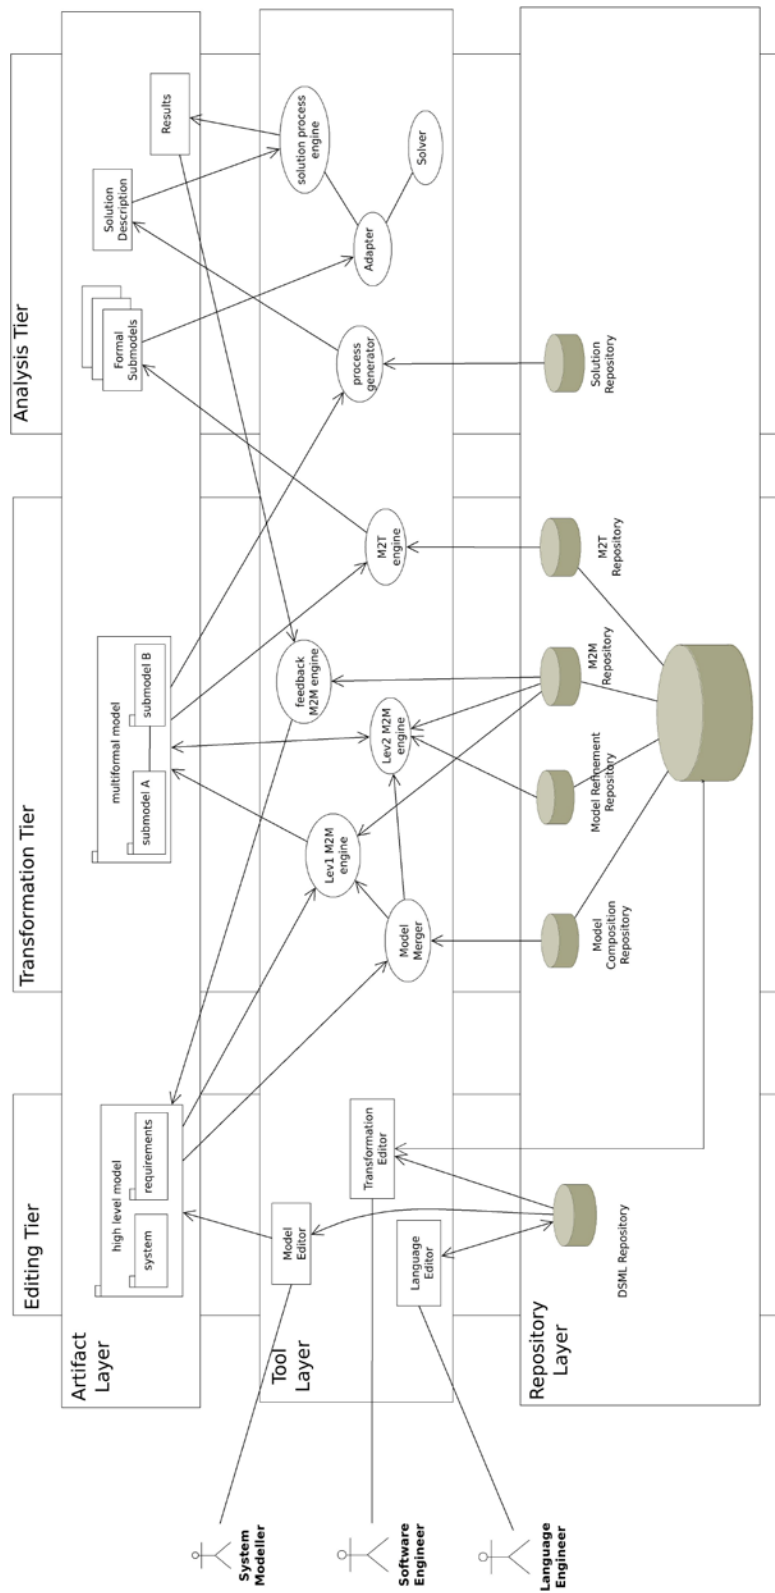 Editing Tier
Transformation Tier
Analysis Tier
Artifact
Layer
high level model
system
requirements
multiformal model
submodel A
submodel B
Formal
Submodels
Solution
Description
Results
Tool
Layer
Model
Editor
Language
Editor
Transformation
Editor
Model
Merger
Lev1 M2M
engine
Lev2 M2M
engine
feedback
M2M engine
M2T
engine
process
generator
Adapter
solution process
engine
Solver
Repository
Layer
DSML Repository
Model
Composition
Repository
Model Refinement
Repository
M2M
Repository
M2T
Repository
Solution
Repository
System
Modeller
Software
Engineer
Language
Engineer